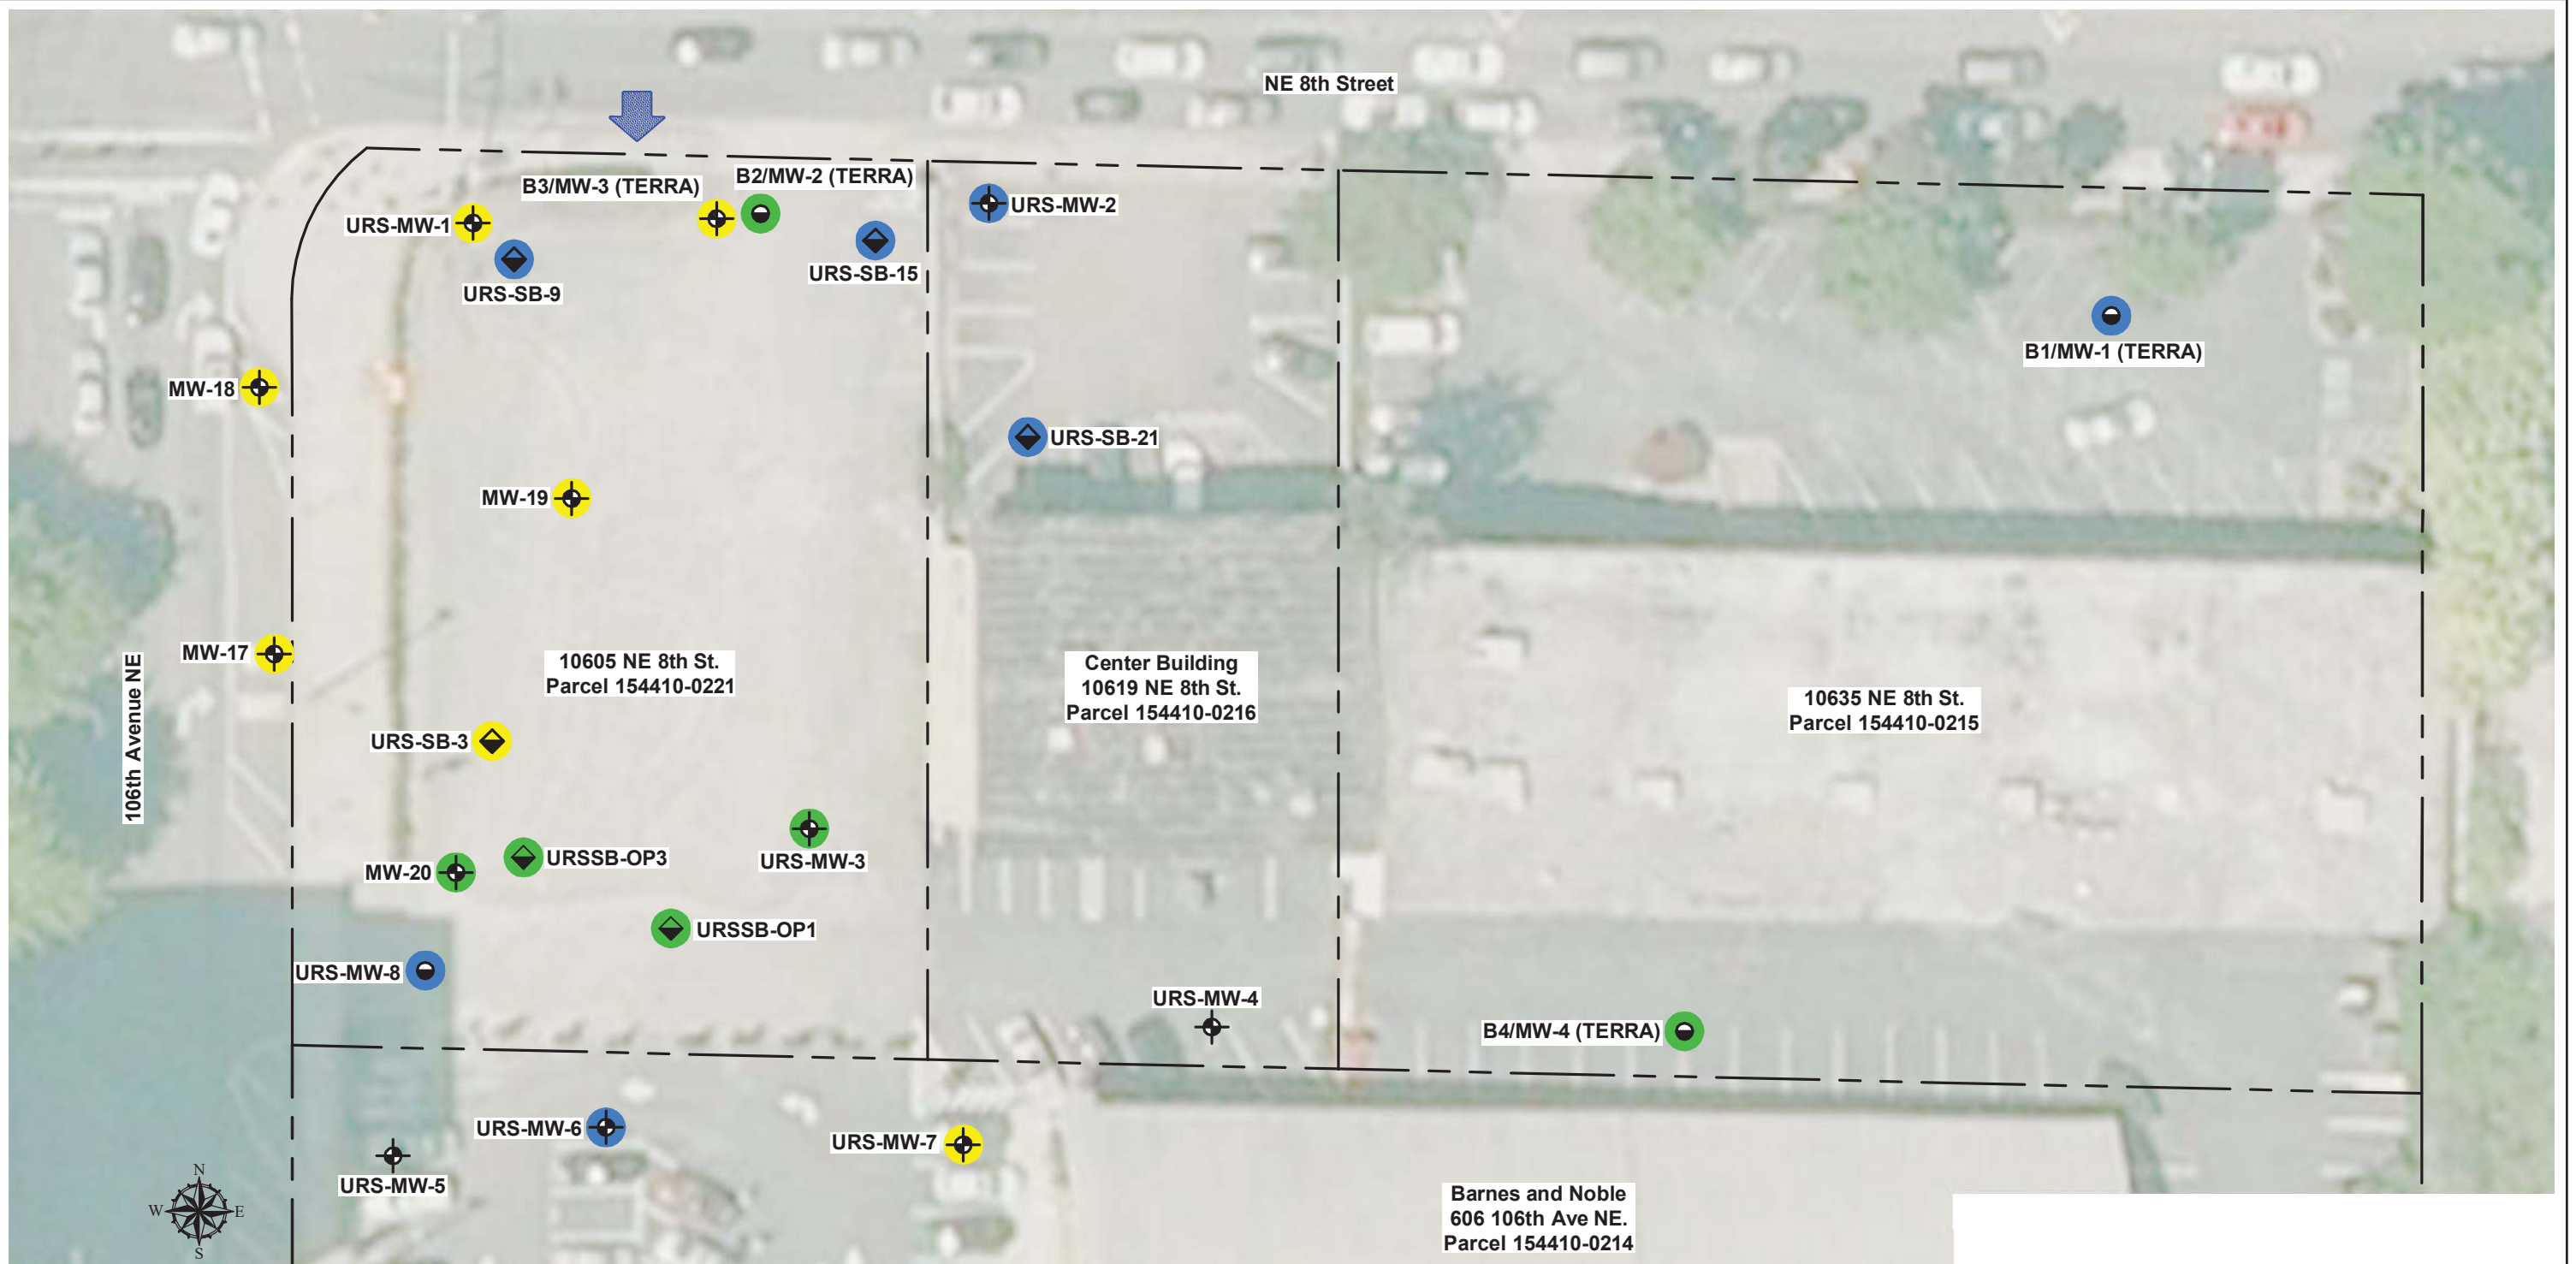 NE 8th Street
B3/MW-3 (TERRA)
B2/MW-2 (TERRA)
URS-MW-1
URS-MW-2
URS-SB-9
URS-SB-15
B1/MW-1 (TERRA)
MW-18
URS-SB-21
MW-19
MW-17
106th Avenue NE
10605 NE 8th St.
Parcel 154410-0221
Center Building
10619 NE 8th St.
Parcel 154410-0216
10635 NE 8th St.
Parcel 154410-0215
URS-SB-3
URSSB-OP3
URS-MW-3
MW-20
URSSB-OP1
URS-MW-8
URS-MW-4
B4/MW-4 (TERRA)
URS-MW-6
URS-MW-7
URS-MW-5
N
W
E
S
Barnes and Noble
606 106th Ave NE.
Parcel 154410-0214